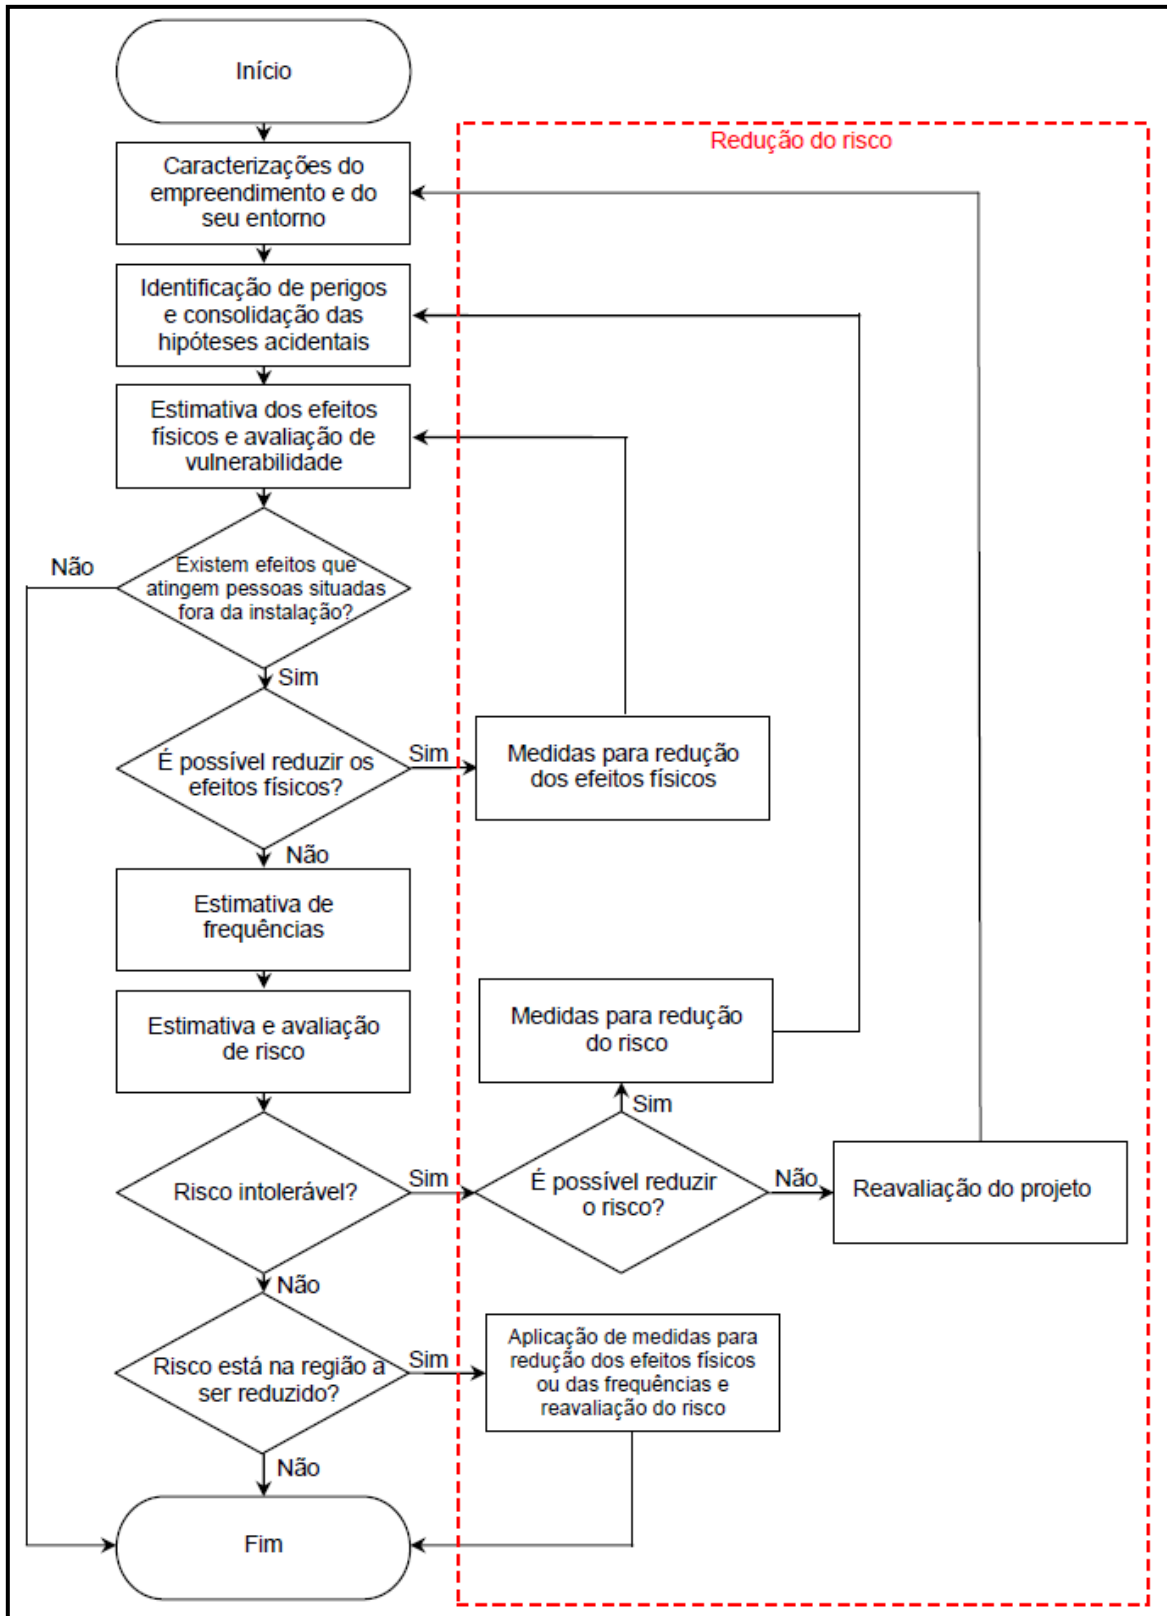 Início
Redução do risco
Caracterizações do
empreendimento e do
seu entorno
Identificação de perigos
e consolidação das
hipóteses acidentais
Estimativa dos efeitos
físicos e avaliação de
vulnerabilidade
Não
Existem efeitos que
atingem pessoas situadas
fora da instalação?
Sim
É possível reduzir os
efeitos físicos?
Sim
Medidas para redução
dos efeitos físicos
Não
Estimativa de
frequências
Estimativa e avaliação
de risco
Medidas para redução
do risco
Sim
Risco intolerável?
Sim
É possível reduzir
o risco?
Não
Reavaliação do projeto
Não
Risco está na região a
ser reduzido?
Sim
Aplicação de medidas para
redução dos efeitos físicos
ou das frequências e
reavaliação do risco
Não
Fim